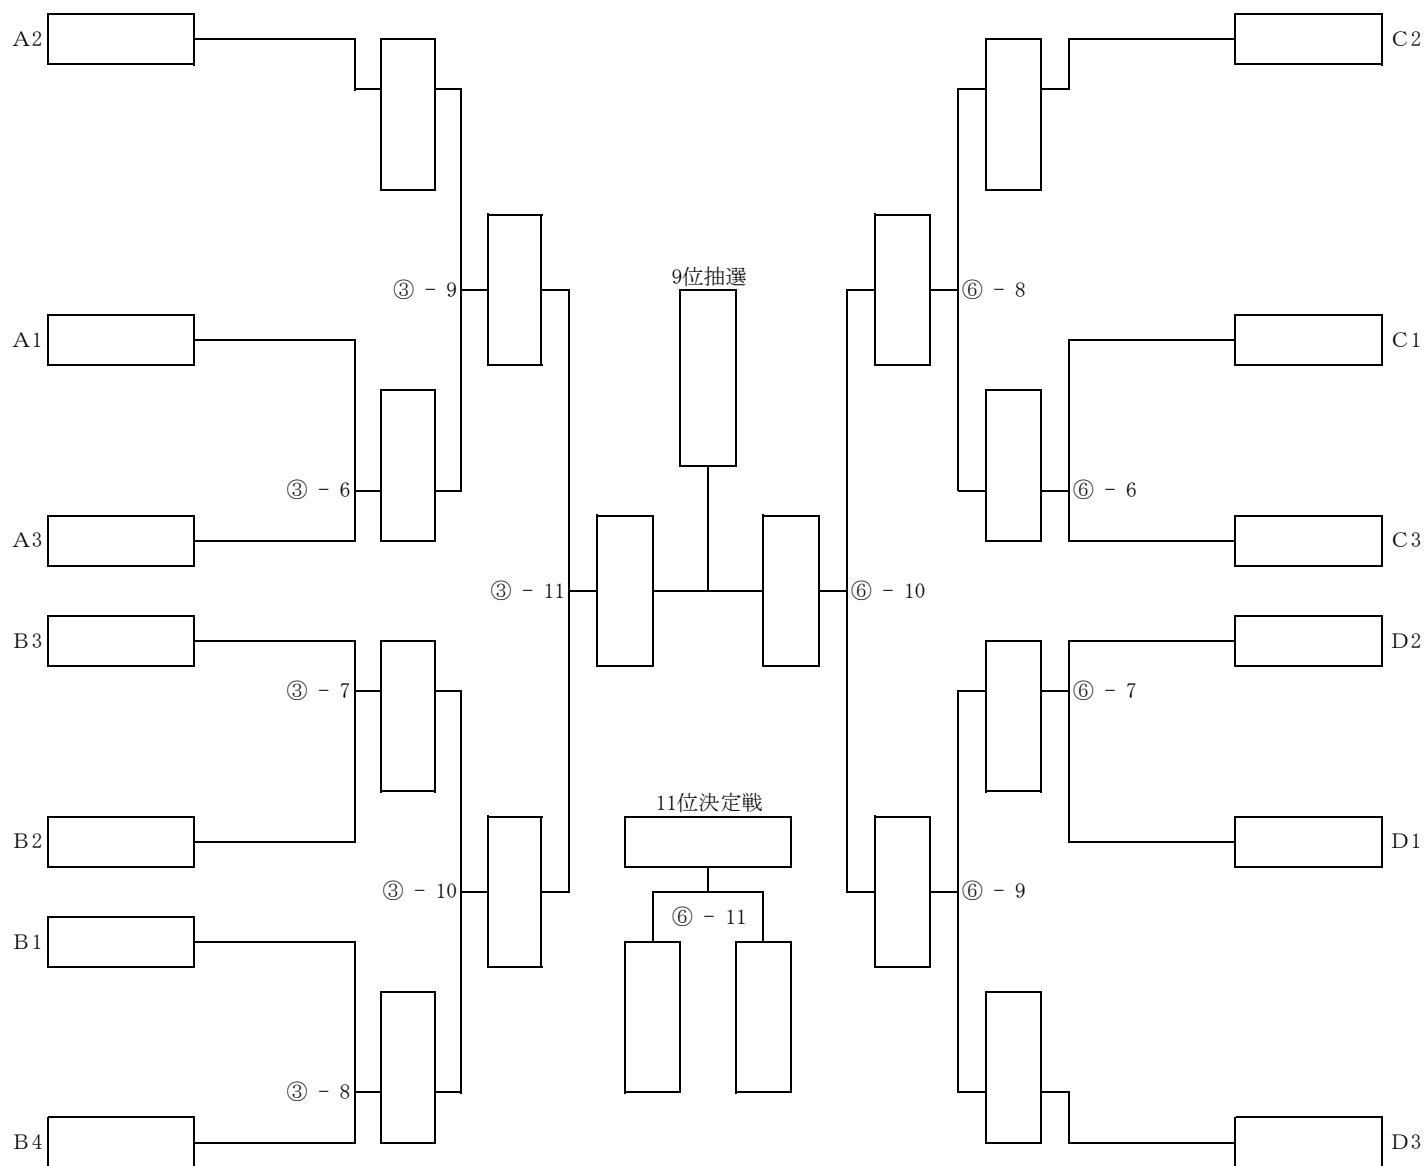 A2
C2
9位抽選
③ － 9
⑥ － 8
A1
C1
③ － 6
⑥ － 6
A3
C3
③ － 11
⑥ － 10
B3
D2
③ － 7
⑥ － 7
11位決定戦
B2
D1
③ － 10
⑥ － 9
⑥ － 11
B1
③ － 8
B4
D3